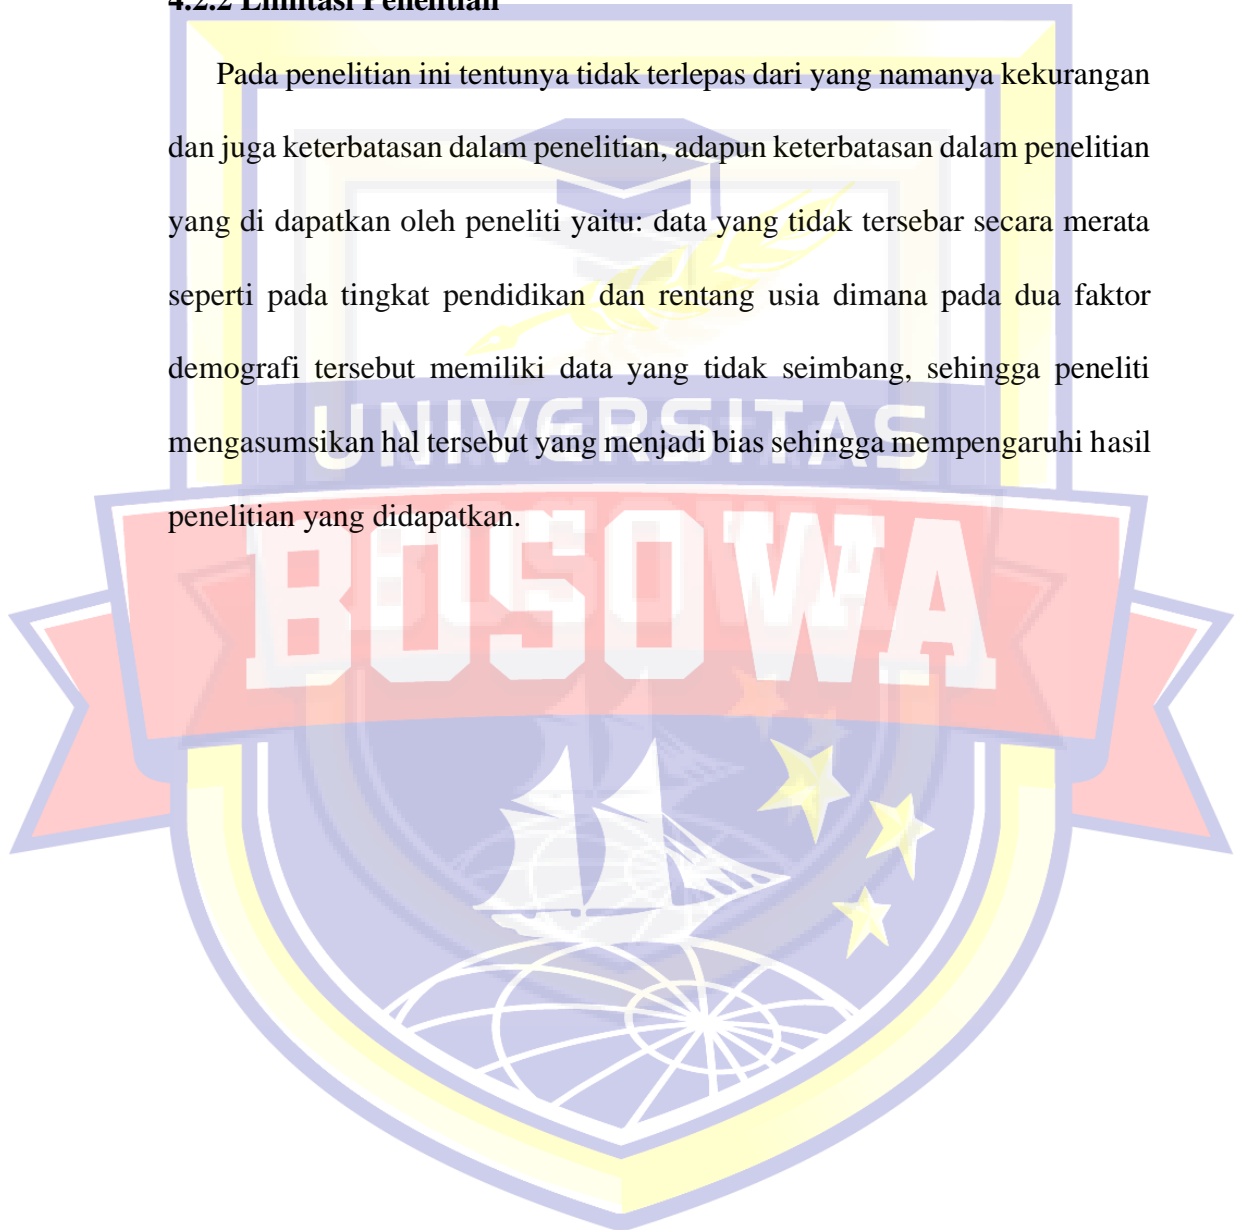 4.2.2 Limitasi Penelitian
Pada penelitian ini tentunya tidak terlepas dari yang namanya kekurangan
dan juga keterbatasan dalam penelitian, adapun keterbatasan dalam penelitian
yang di dapatkan oleh peneliti yaitu: data yang tidak tersebar secara merata
seperti pada tingkat pendidikan dan rentang usia dimana pada dua faktor
demografi tersebut memiliki data yang tidak seimbang, sehingga peneliti
mengasumsikan hal tersebut yang menjadi bias sehingga mempengaruhi hasil
penelitian yang didapatkan.
UNIVERSITAS
BOSOWA